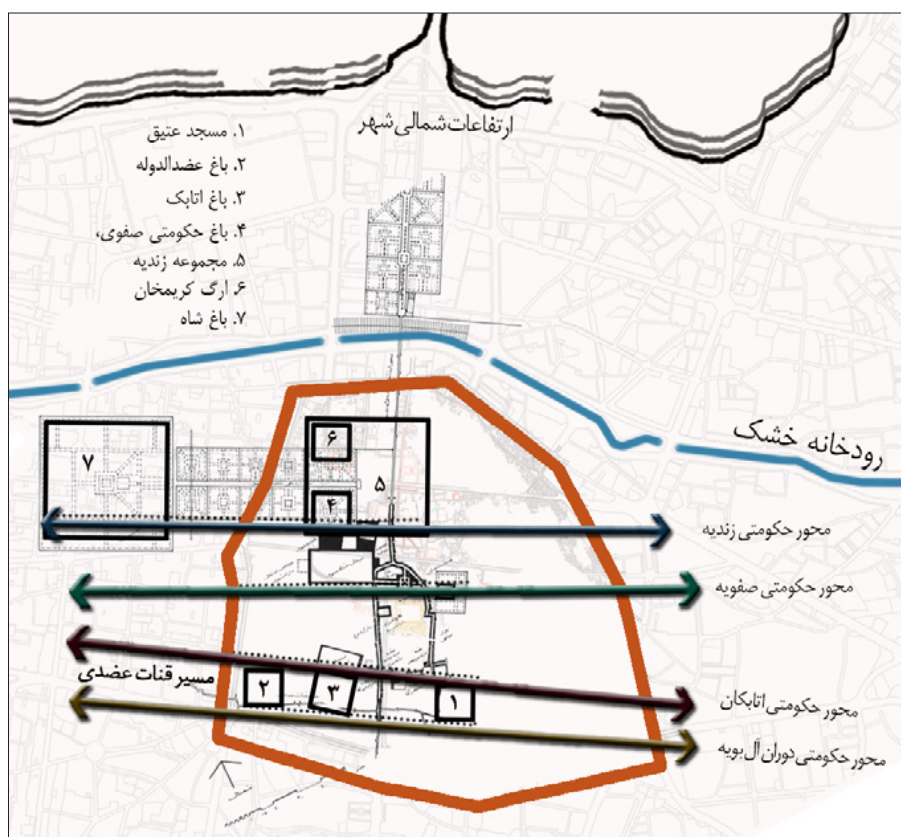 ارتفاعات شمالی شهر
۱. مسجد عتیق
۲. باغ عضدالدوله
۳. باغ اتابک
۴. باغ حکومتی صفوی،
۵. مجموعه زندیه
۶. ارگ کریمخان
۷. باغ شاه
رودخانه خشک
۶
۷
۵
۴
محور حکومتی زندیه
محور حکومتی صفویه
مسیر قنات عضدی
۲
۳
۱
محور حکومتی اتابکان
محور حکومتی دوران آل بویه